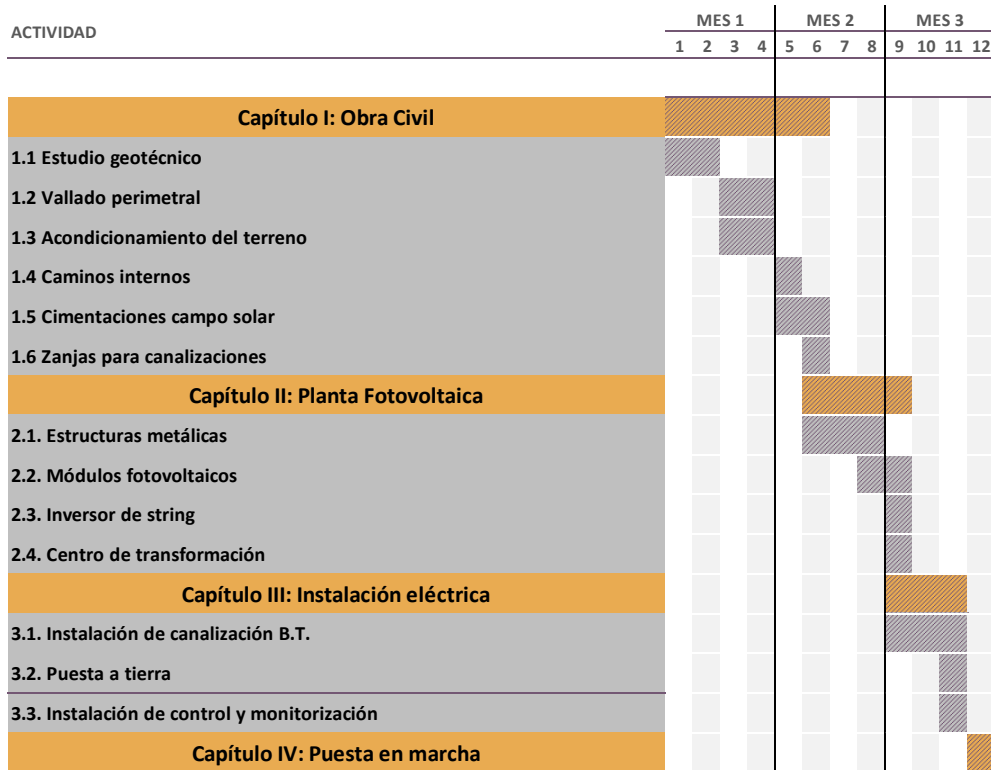 ACTIVIDAD
MES 1 MES 2 MES 3
1 2 3 4 5 6 7 8 9 10 11 12
Capítulo I: Obra Civil
1.1 Estudio geotécnico
1.2 Vallado perimetral
1.3 Acondicionamiento del terreno
1.4 Caminos internos
1.5 Cimentaciones campo solar
1.6 Zanjas para canalizaciones
Capítulo II: Planta Fotovoltaica
2.1. Estructuras metálicas
2.2. Módulos fotovoltaicos
2.3. Inversor de string
2.4. Centro de transformación
Capítulo III: Instalación eléctrica
3.1. Instalación de canalización B.T.
3.2. Puesta a tierra
3.3. Instalación de control y monitorización
Capítulo IV: Puesta en marcha